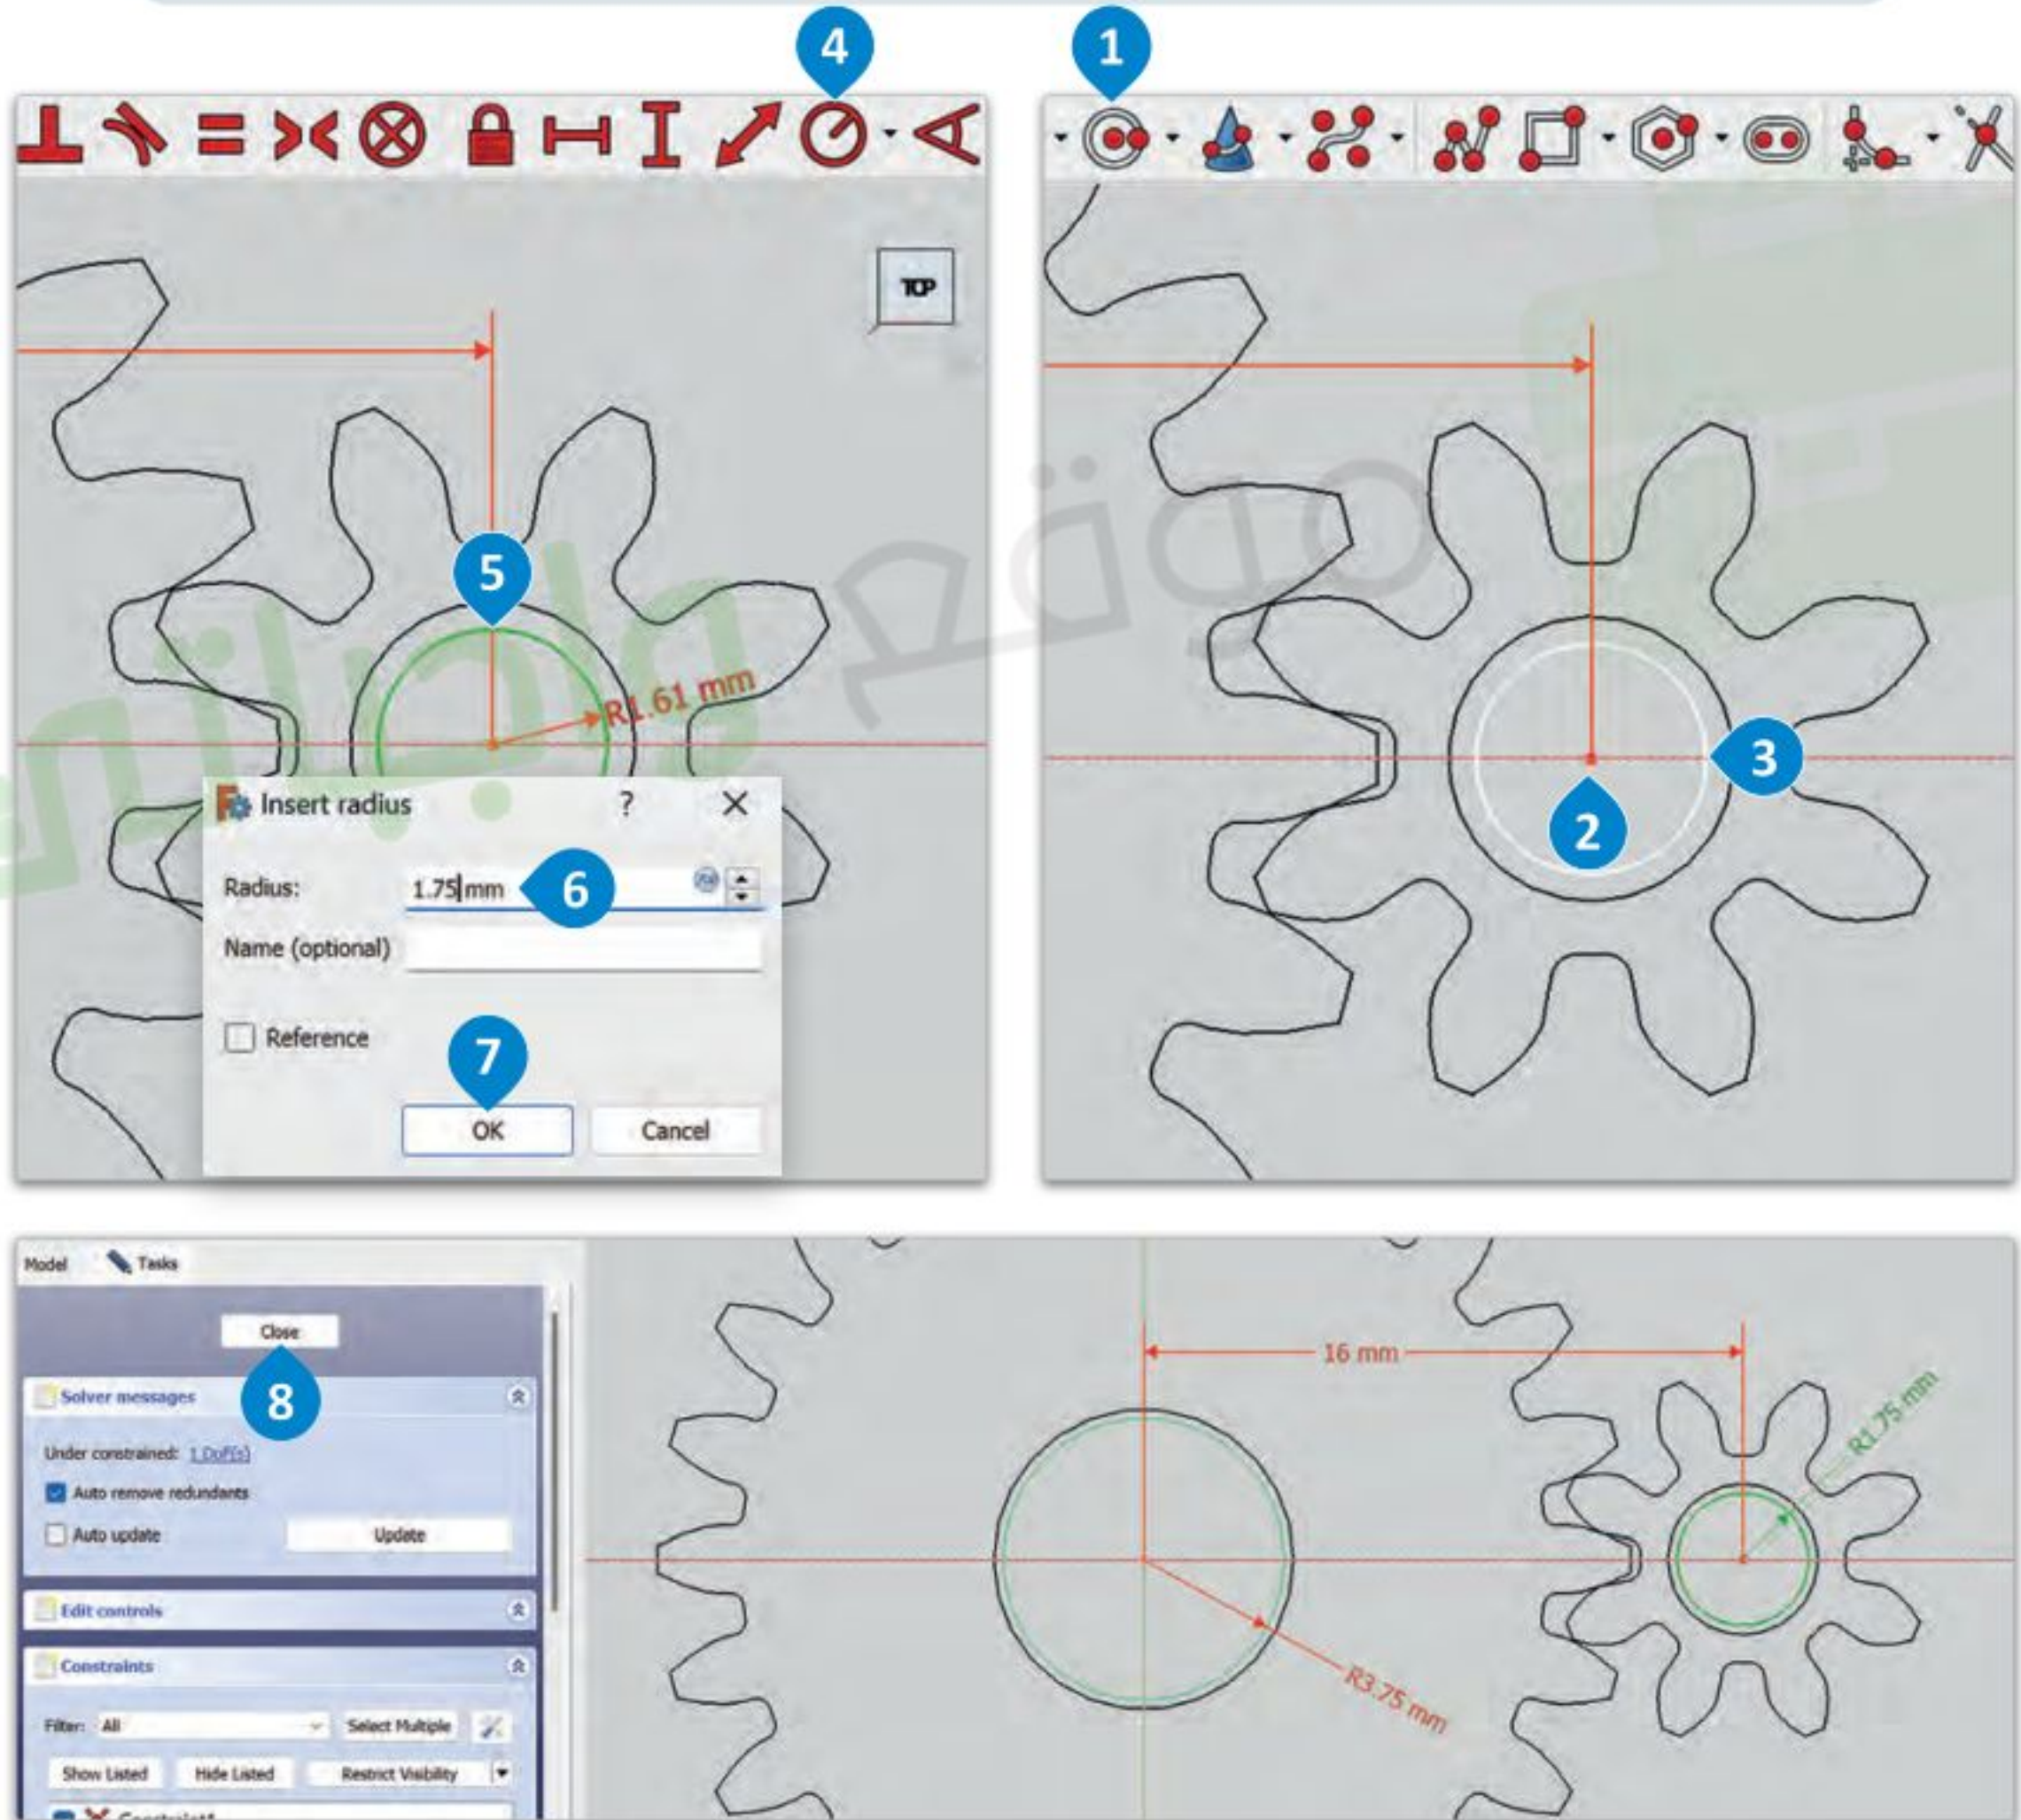 4
1
TOP
5
R1.61 mm
3
2
Insert radius ? X
Radius: 1.75 mm
6
Name (optional)
Reference
7
OK Cancel
موقع
واجباتي
Model Tasks
Close
8
Solver messages
Under constrained: 1 DoF(s)
Auto remove redundants
Auto update Update
Edit controls
Constraints
Filter: All Select Multiple
Show Listed Hide Listed Restrict Visibility
Constraint1
16 mm
R1.75 mm
R3.75 mm